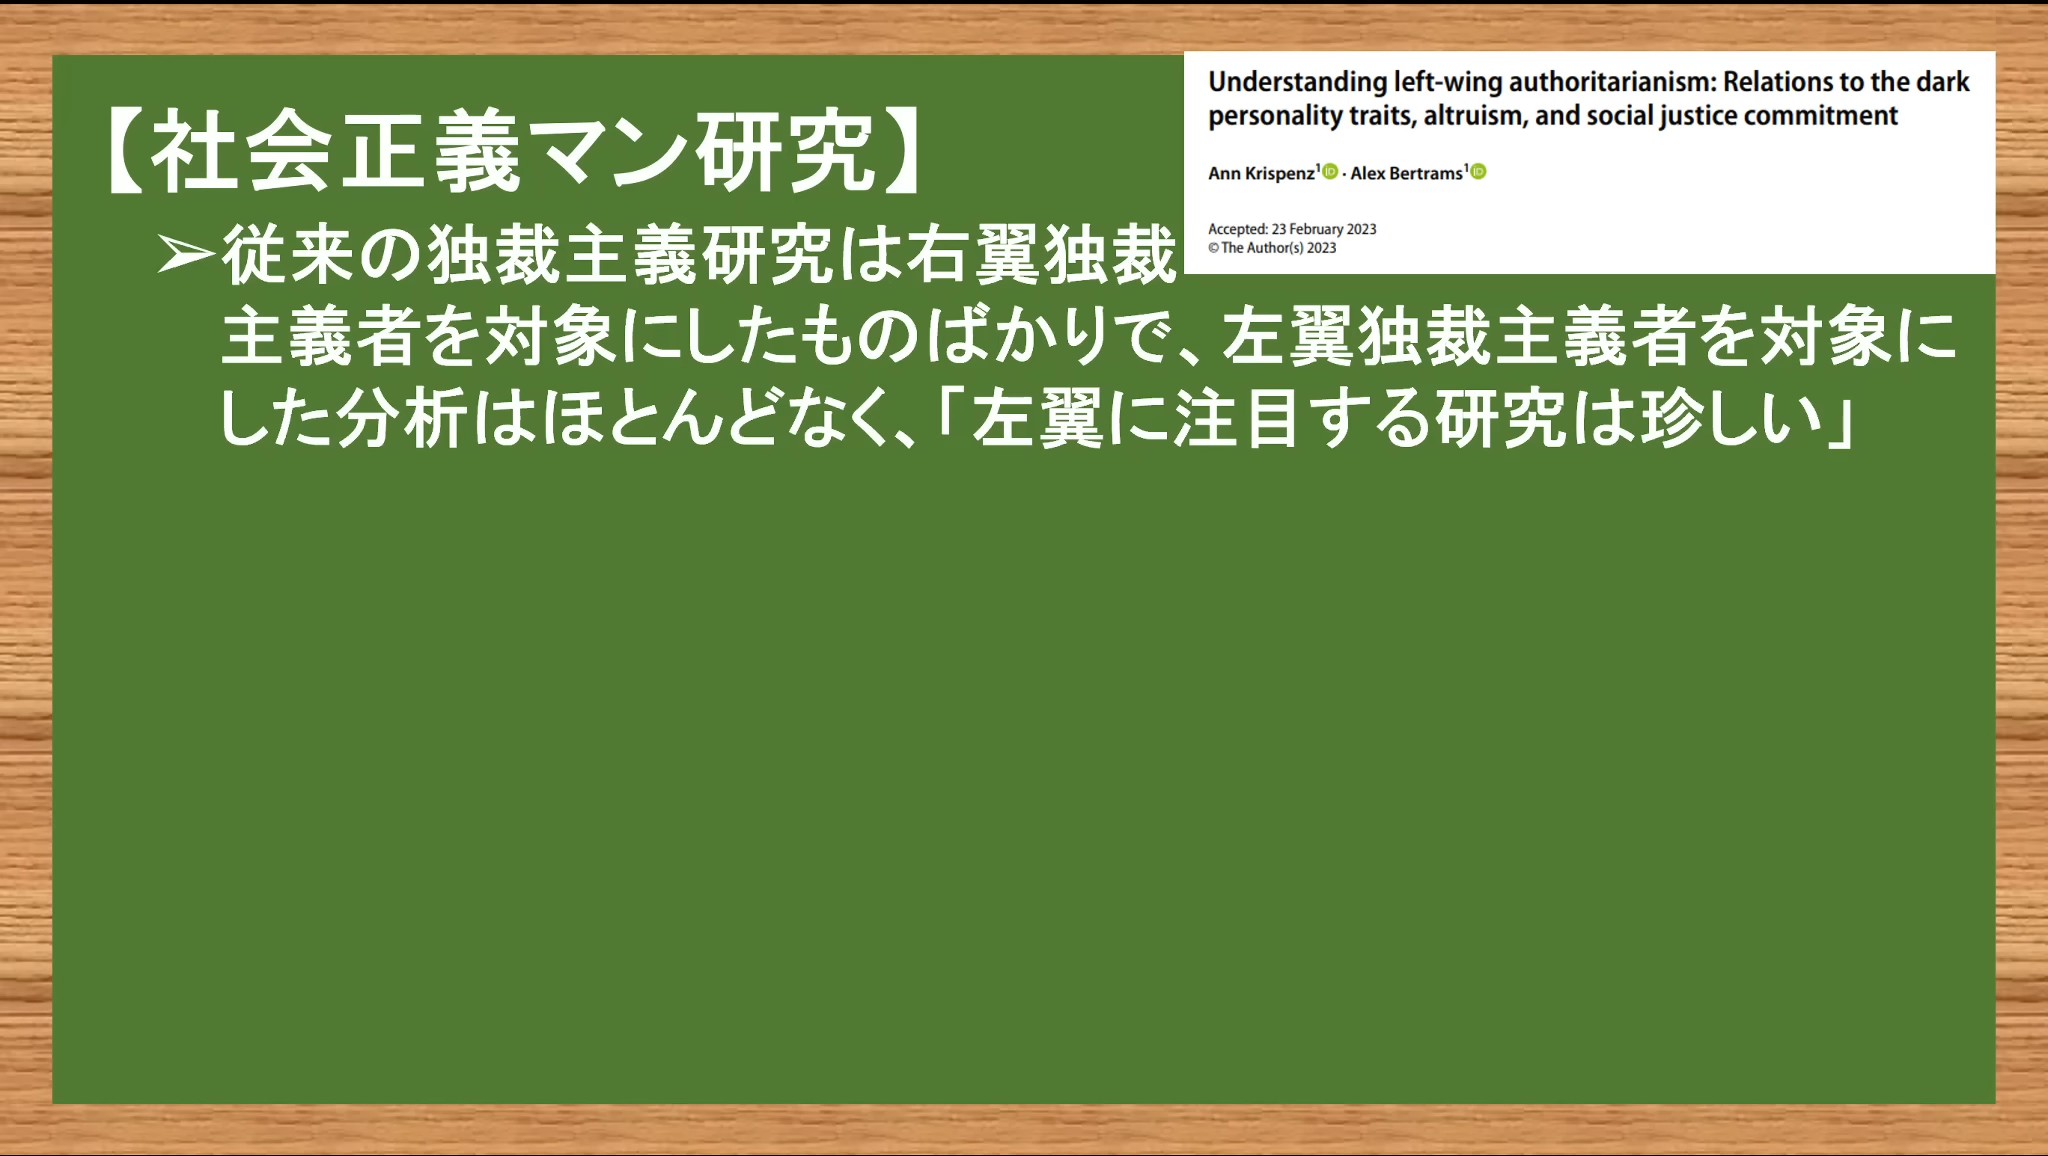 【社会正義マン研究】
➢従来の独裁主義研究は右翼独裁
主義者を対象にしたものばかりで、左翼独裁主義者を対象に
した分析はほとんどなく、「左翼に注目する研究は珍しい」
Understanding left-wing authoritarianism: Relations to the dark
personality traits, altruism, and social justice commitment
Ann Krispenz¹ iD · Alex Bertrams¹ iD
Accepted: 23 February 2023
© The Author(s) 2023